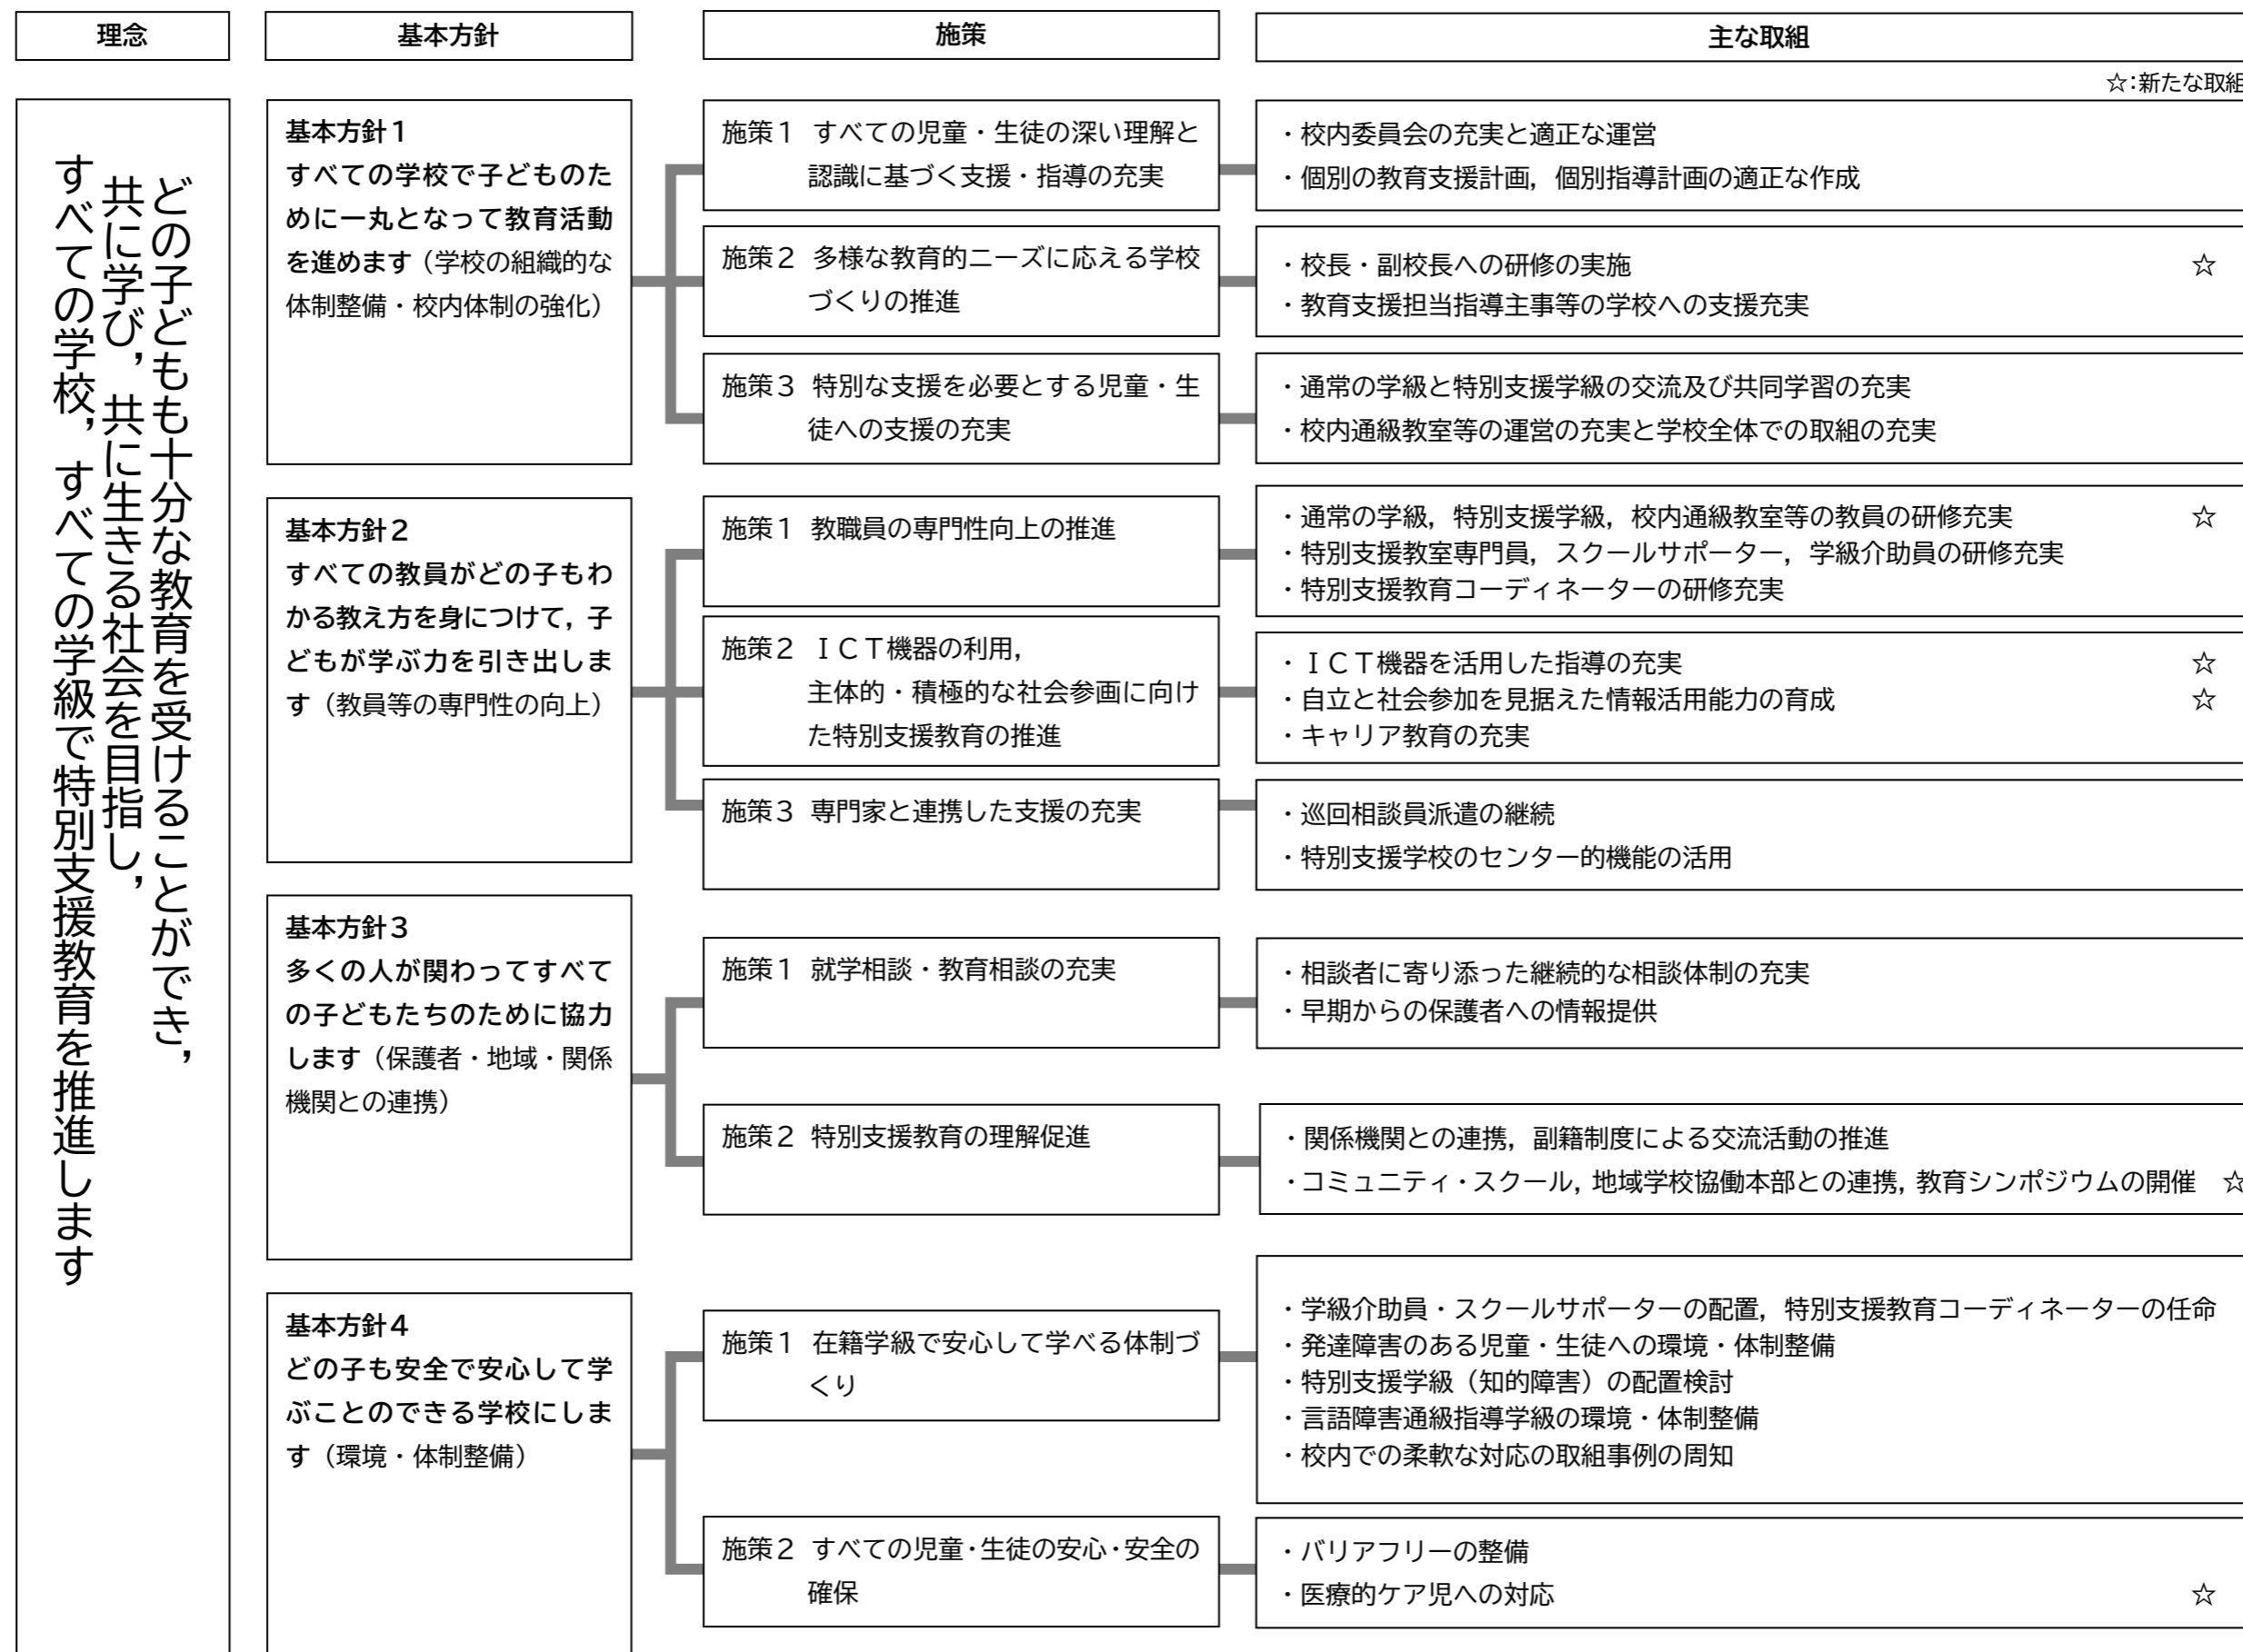 理念
基本方針
施策
主な取組
☆：新たな取組
どの子どもも十分な教育を受けることができ，
共に学び，共に生きる社会を目指し，
すべての学校，すべての学級で特別支援教育を推進します
基本方針１
すべての学校で子どものた
めに一丸となって教育活動
を進めます（学校の組織的な
体制整備・校内体制の強化）
施策１ すべての児童・生徒の深い理解と
認識に基づく支援・指導の充実
・校内委員会の充実と適正な運営
・個別の教育支援計画，個別指導計画の適正な作成
施策２ 多様な教育的ニーズに応える学校
づくりの推進
・校長・副校長への研修の実施 ☆
・教育支援担当指導主事等の学校への支援充実
施策３ 特別な支援を必要とする児童・生
徒への支援の充実
・通常の学級と特別支援学級の交流及び共同学習の充実
・校内通級教室等の運営の充実と学校全体での取組の充実
基本方針２
すべての教員がどの子もわ
かる教え方を身につけて，子
どもが学ぶ力を引き出しま
す（教員等の専門性の向上）
施策１ 教職員の専門性向上の推進
・通常の学級，特別支援学級，校内通級教室等の教員の研修充実 ☆
・特別支援教室専門員，スクールサポーター，学級介助員の研修充実
・特別支援教育コーディネーターの研修充実
施策２ ＩＣＴ機器の利用，
主体的・積極的な社会参画に向け
た特別支援教育の推進
・ＩＣＴ機器を活用した指導の充実 ☆
・自立と社会参加を見据えた情報活用能力の育成 ☆
・キャリア教育の充実
施策３ 専門家と連携した支援の充実
・巡回相談員派遣の継続
・特別支援学校のセンター的機能の活用
基本方針３
多くの人が関わってすべて
の子どもたちのために協力
します（保護者・地域・関係
機関との連携）
施策１ 就学相談・教育相談の充実
・相談者に寄り添った継続的な相談体制の充実
・早期からの保護者への情報提供
施策２ 特別支援教育の理解促進
・関係機関との連携，副籍制度による交流活動の推進
・コミュニティ・スクール，地域学校協働本部との連携，教育シンポジウムの開催 ☆
基本方針４
どの子も安全で安心して学
ぶことのできる学校にしま
す（環境・体制整備）
施策１ 在籍学級で安心して学べる体制づ
くり
・学級介助員・スクールサポーターの配置，特別支援教育コーディネーターの任命
・発達障害のある児童・生徒への環境・体制整備
・特別支援学級（知的障害）の配置検討
・言語障害通級指導学級の環境・体制整備
・校内での柔軟な対応の取組事例の周知
施策２ すべての児童・生徒の安心・安全の
確保
・バリアフリーの整備
・医療的ケア児への対応 ☆